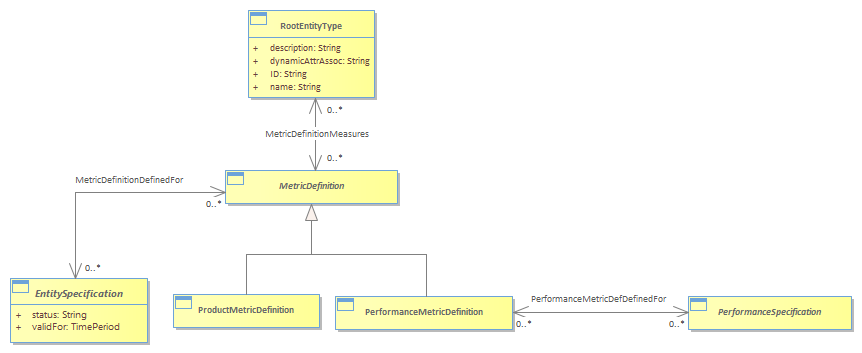 RootEntityType
+ description: String
+ dynamicAttrAssoc: String
+ ID: String
+ name: String
0..*
MetricDefinitionMeasures
0..*
MetricDefinitionDefinedFor
MetricDefinition
0..*
0..*
EntitySpecification
+ status: String
+ validFor: TimePeriod
ProductMetricDefinition
PerformanceMetricDefinition
PerformanceMetricDefDefinedFor
0..*
0..*
PerformanceSpecification